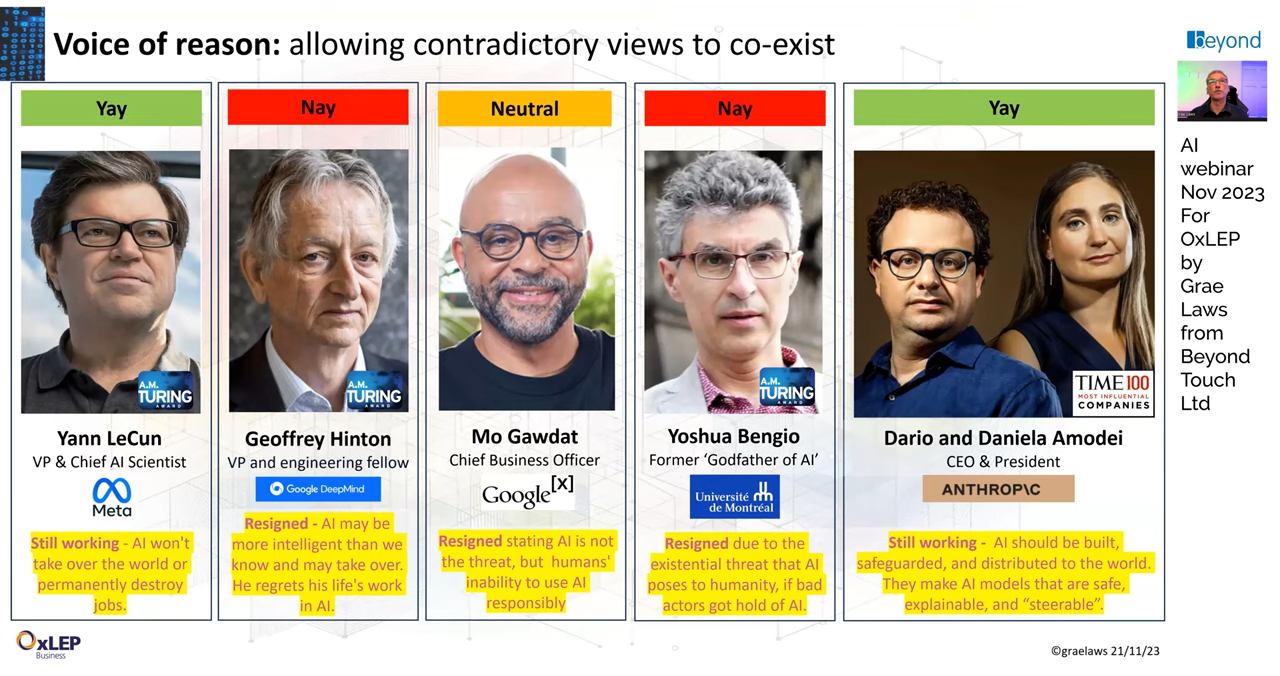 Voice of reason: allowing contradictory views to co-exist
Beyond
Yay
Nay
Neutral
Nay
Yay
A.M.
TURING
AWARD
A.M.
TURING
AWARD
A.M.
TURING
AWARD
TIME100
MOST INFLUENTIAL
COMPANIES
Yann LeCun
VP & Chief AI Scientist
Meta
Still working - AI won't
take over the world or
permanently destroy
jobs.
Geoffrey Hinton
VP and engineering fellow
Google DeepMind
Resigned - AI may be
more intelligent than we
know and may take over.
He regrets his life's work
in AI.
Mo Gawdat
Chief Business Officer
Google[x]
Resigned stating AI is not
the threat, but humans'
inability to use AI
responsibly
Yoshua Bengio
Former ‘Godfather of AI’
Université
de Montréal
Resigned due to the
existential threat that AI
poses to humanity, if bad
actors got hold of AI.
Dario and Daniela Amodei
CEO & President
ANTHROP\C
Still working - AI should be built,
safeguarded, and distributed to the world.
They make AI models that are safe,
explainable, and “steerable”.
AI
webinar
Nov 2023
For
OxLEP
by
Grae
Laws
from
Beyond
Touch
Ltd
OxLEP
Business
©graelaws 21/11/23